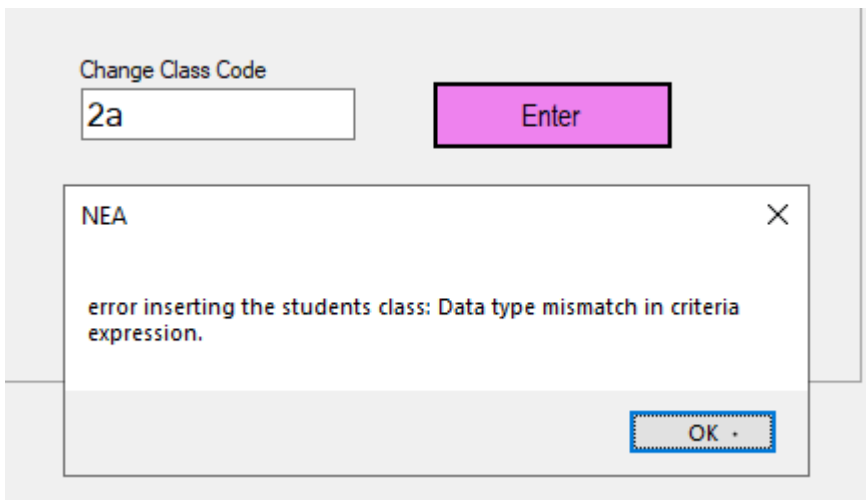 Change Class Code
2a
Enter
NEA
error inserting the students class: Data type mismatch in criteria
expression.
OK